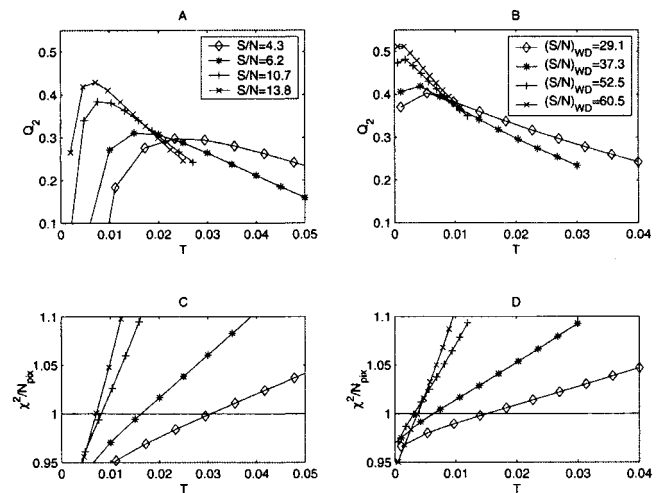 A
S/N=4.3
S/N=6.2
S/N=10.7
S/N=13.8
Q2
0.5
0.4
0.3
0.2
0.1
0 0.01 0.02 0.03 0.04 0.05
T
B
(S/N)WD=29.1
(S/N)WD=37.3
(S/N)WD=52.5
(S/N)WD=60.5
Q2
0.5
0.4
0.3
0.2
0.1
0 0.01 0.02 0.03 0.04
T
C
χ²/Npix
1.1
1.05
1
0.95
0 0.01 0.02 0.03 0.04 0.05
T
D
χ²/Npix
1.1
1.05
1
0.95
0 0.01 0.02 0.03 0.04
T